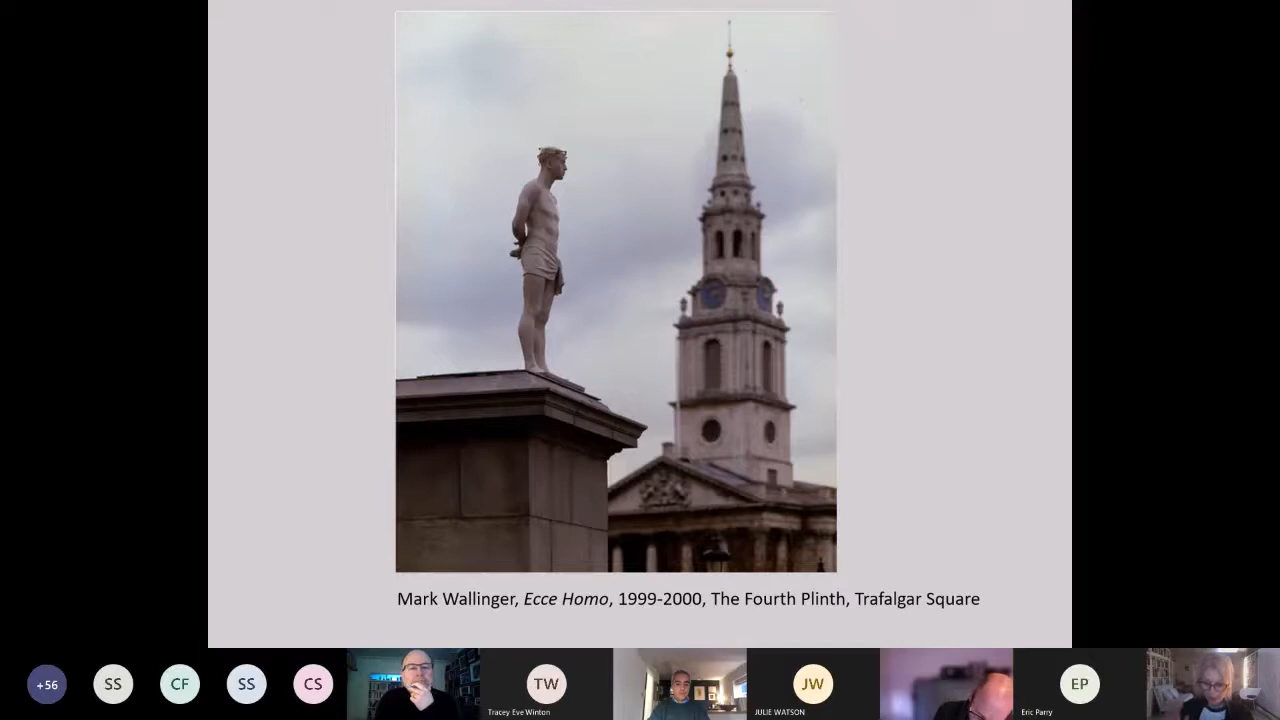 Mark Wallinger, Ecce Homo, 1999-2000, The Fourth Plinth, Trafalgar Square
+56
SS
CF
SS
CS
TW
Tracey Eve Winton
JW
JULIE WATSON
EP
Eric Parry